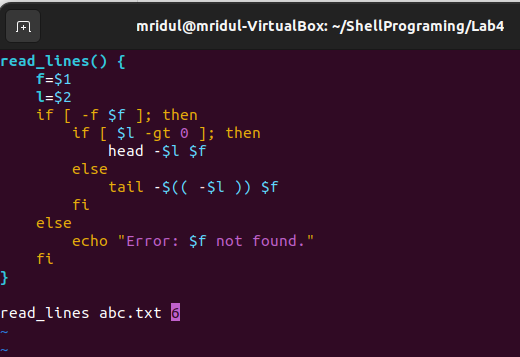 mridul@mridul-VirtualBox: ~/ShellPrograming/Lab4
read_lines() {
    f=$1
    l=$2
    if [ -f $f ]; then
        if [ $l -gt 0 ]; then
            head -$l $f
        else
            tail -$(( -$l )) $f
        fi
    else
        echo "Error: $f not found."
    fi
}

read_lines abc.txt 6
~
~